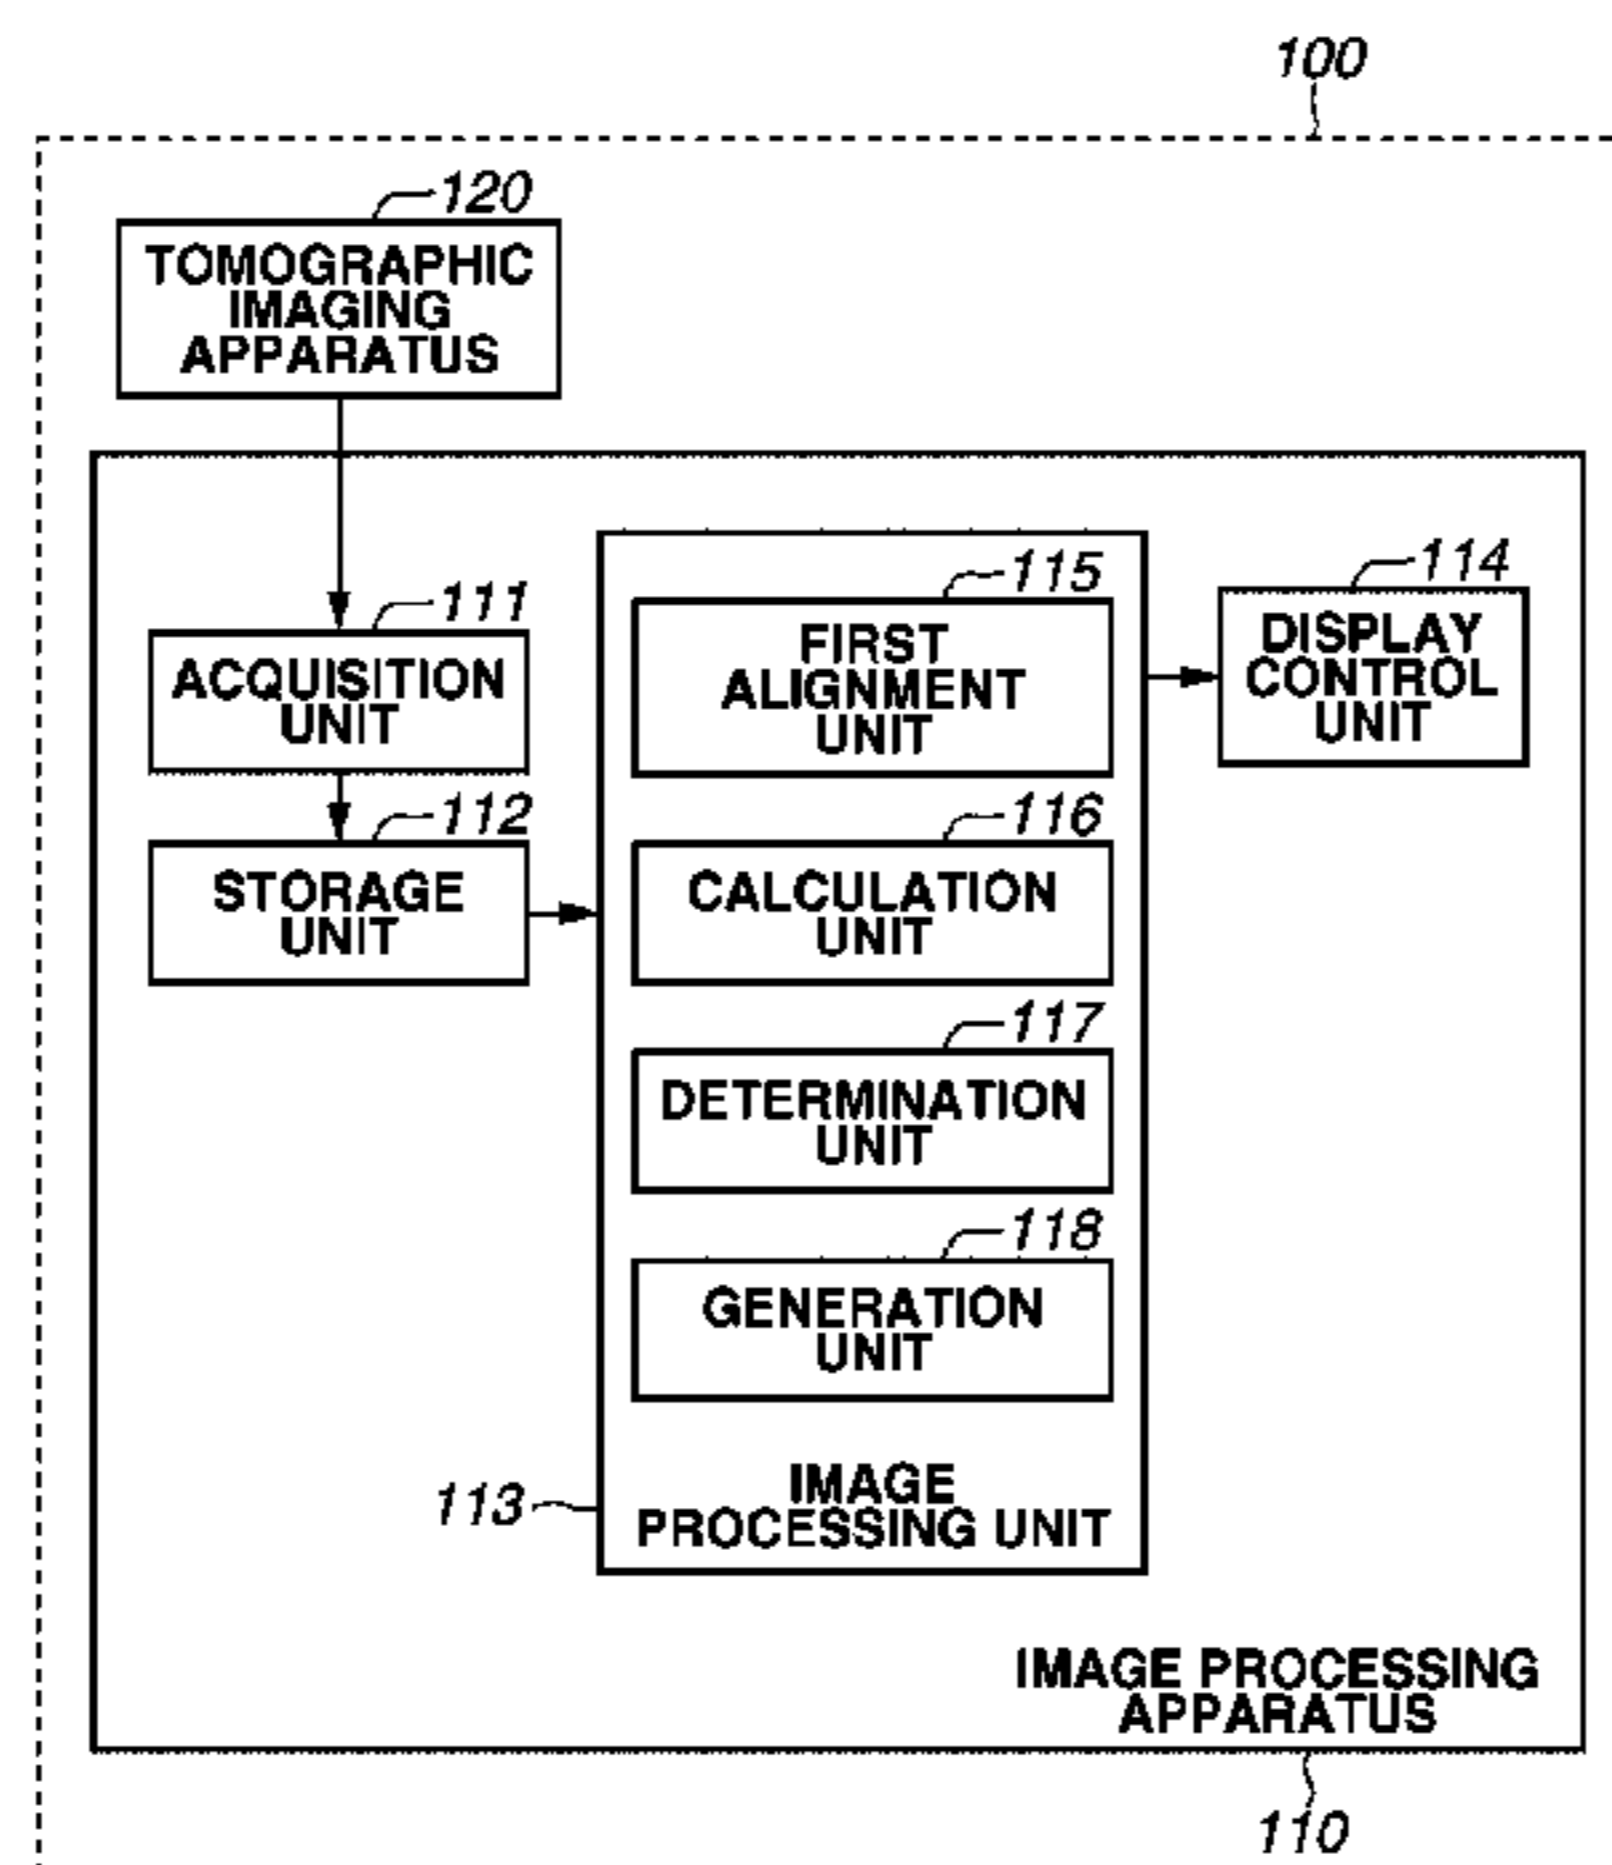 100
120
TOMOGRAPHIC
IMAGING
APPARATUS
111
ACQUISITION
UNIT
112
STORAGE
UNIT
115
FIRST
ALIGNMENT
UNIT
116
CALCULATION
UNIT
117
DETERMINATION
UNIT
118
GENERATION
UNIT
113
IMAGE
PROCESSING UNIT
114
DISPLAY
CONTROL
UNIT
IMAGE PROCESSING
APPARATUS
110